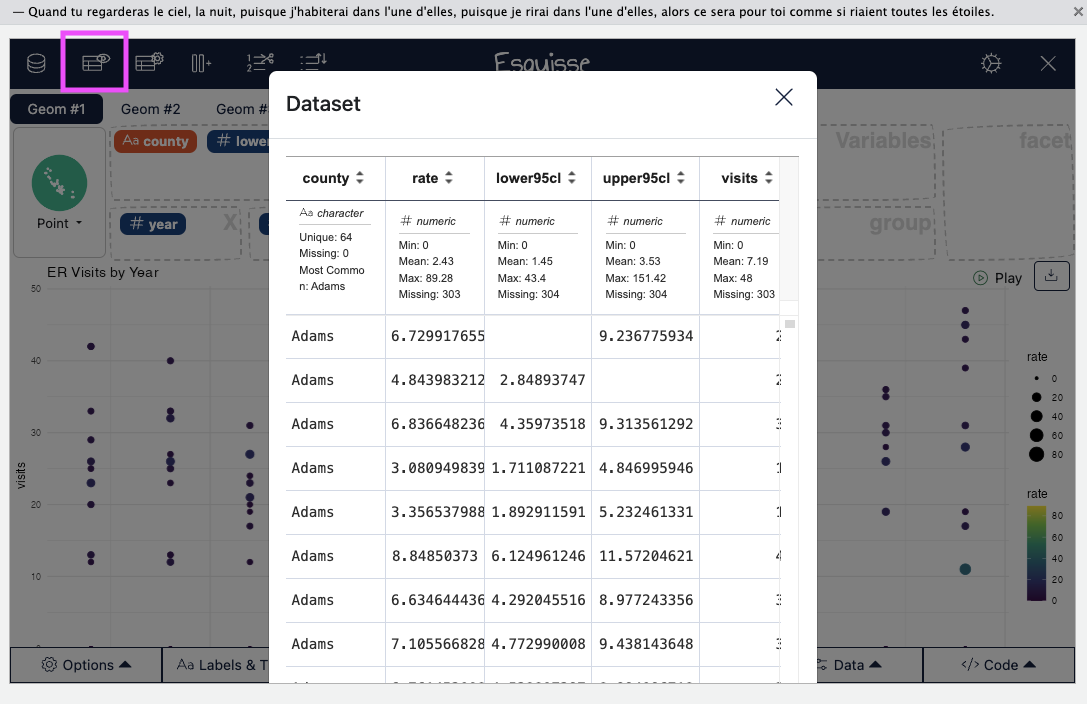 — Quand tu regarderas le ciel, la nuit, puisque j'habiterai dans l'une d'elles, puisque je rirai dans l'une d'elles, alors ce sera pour toi comme si riaient toutes les étoiles.
Esquisse
Geom #1 Geom #2 Geom #
Aa county # lower
Variables
facet
Point
# year
X
group
ER Visits by Year
Play
Dataset
county rate lower95cl upper95cl visits
Aa character # numeric # numeric # numeric # numeric
Unique: 64
Missing: 0
Most Commo
n: Adams
Min: 0
Mean: 2.43
Max: 89.28
Missing: 303
Min: 0
Mean: 1.45
Max: 43.4
Missing: 304
Min: 0
Mean: 3.53
Max: 151.42
Missing: 304
Min: 0
Mean: 7.19
Max: 48
Missing: 303
Adams 6.729917655 9.236775934
Adams 4.843983212 2.84893747
Adams 6.836648236 4.35973518 9.313561292
Adams 3.080949839 1.711087221 4.846995946
Adams 3.356537988 1.892911591 5.232461331
Adams 8.84850373 6.124961246 11.57204621
Adams 6.634644436 4.292045516 8.977243356
Adams 7.105566828 4.772990008 9.438143648
50
40
30
20
10
visits
rate
0
20
40
60
80
rate
80
60
40
20
0
Options
Aa Labels & T
Data
</> Code